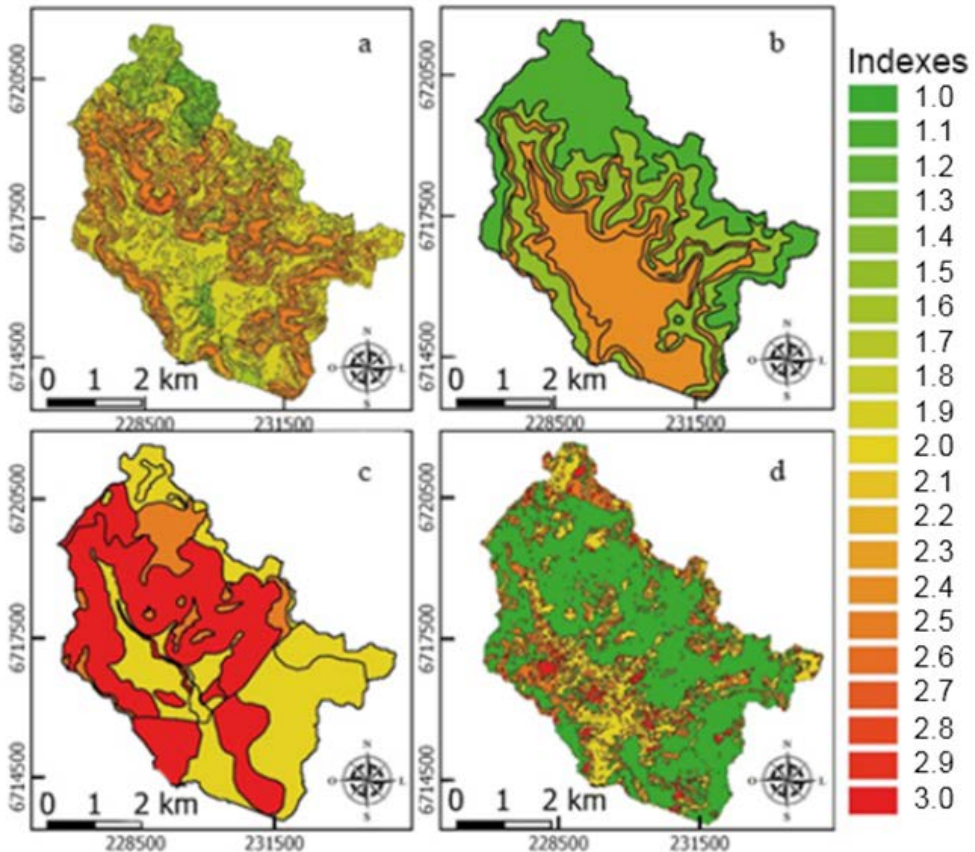 a
6720500
6717500
6714500
0 1 2 km
N
O L
S
228500 231500
b
6720500
6717500
6714500
0 1 2 km
N
O L
S
228500 231500
c
6720500
6717500
6714500
0 1 2 km
N
O L
S
228500 231500
d
6720500
6717500
6714500
0 1 2 km
N
O L
S
228500 231500
Indexes
1.0
1.1
1.2
1.3
1.4
1.5
1.6
1.7
1.8
1.9
2.0
2.1
2.2
2.3
2.4
2.5
2.6
2.7
2.8
2.9
3.0